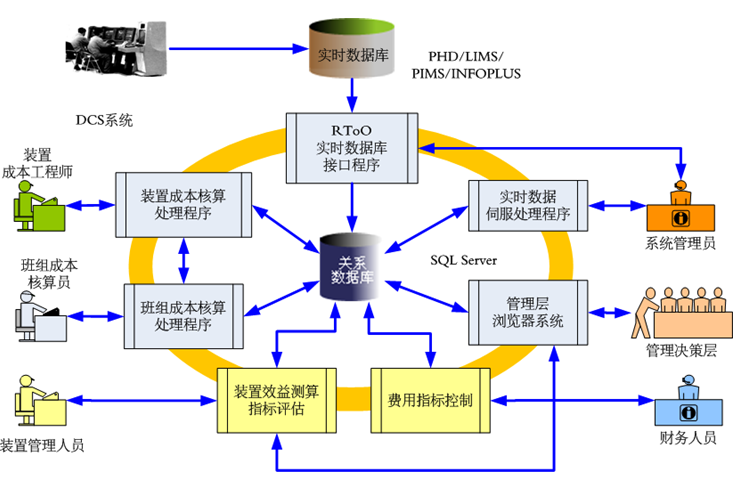 实时数据库
PHD/LIMS/
PIMS/INFOPLUS
DCS系统
RToO
实时数据库
接口程序
装置
成本工程师
装置成本核算
处理程序
实时数据
伺服处理程序
系统管理员
关系
数据库
SQL Server
班组成本
核算员
班组成本核算
处理程序
管理层
浏览器系统
管理决策层
装置效益测算
指标评估
费用指标控制
装置管理人员
财务人员